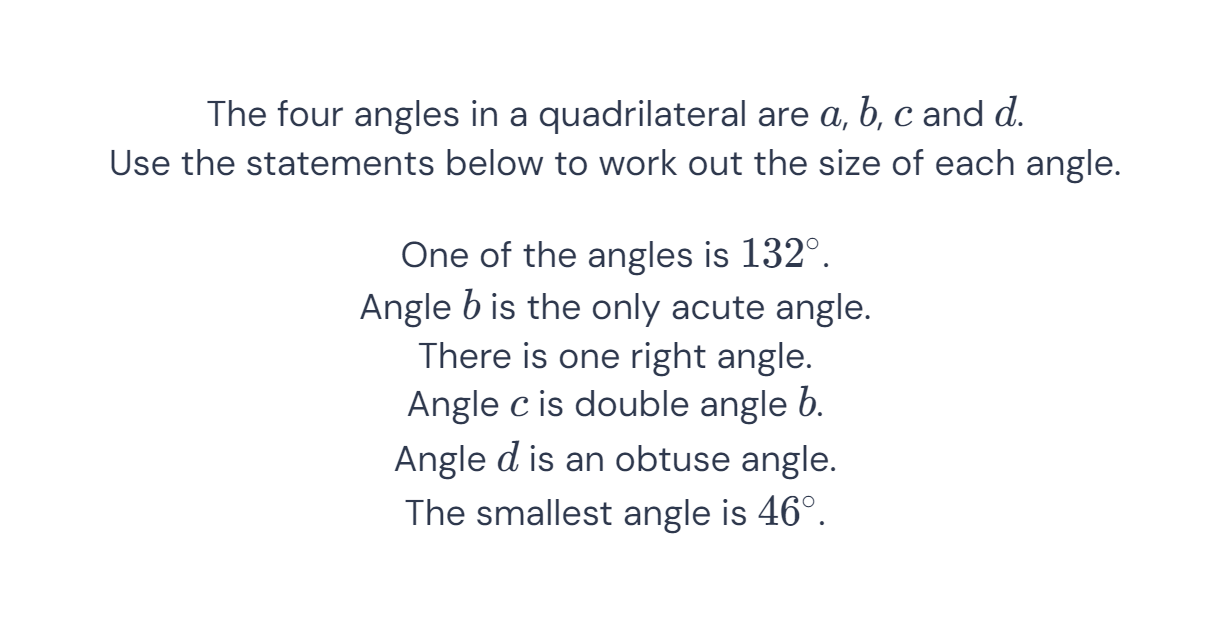 The four angles in a quadrilateral are a, b, c and d.
Use the statements below to work out the size of each angle.
One of the angles is 132°.
Angle b is the only acute angle.
There is one right angle.
Angle c is double angle b.
Angle d is an obtuse angle.
The smallest angle is 46°.